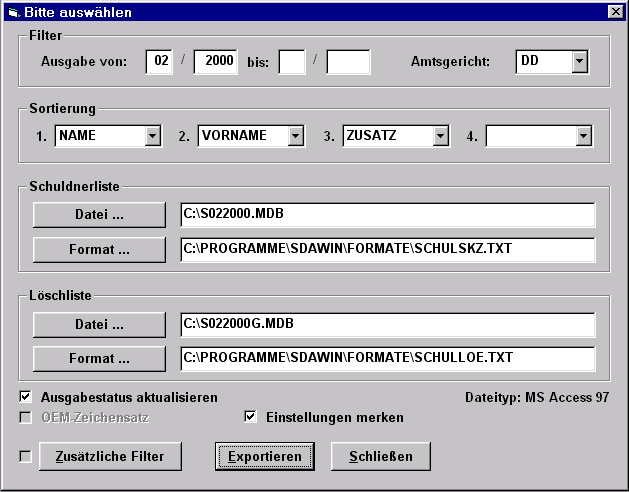 Bitte auswählen
Filter
Ausgabe von: 02 / 2000 bis: / Amtsgericht: DD
Sortierung
1. NAME 2. VORNAME 3. ZUSATZ 4.
Schuldnerliste
Datei ... C:\S022000.MDB
Format ... C:\PROGRAMME\SDAWIN\FORMATE\SCHULSKZ.TXT
Löschliste
Datei ... C:\S022000G.MDB
Format ... C:\PROGRAMME\SDAWIN\FORMATE\SCHULLOE.TXT
Ausgabestatus aktualisieren Dateityp: MS Access 97
OEM-Zeichensatz Einstellungen merken
Zusätzliche Filter Exportieren Schließen